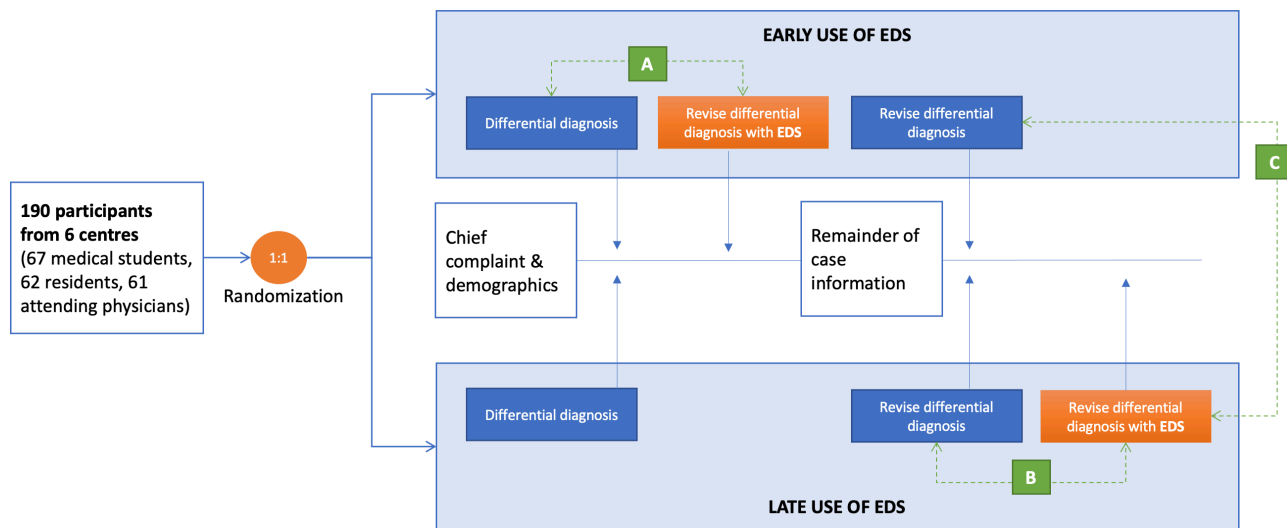 EARLY USE OF EDS
A
Differential diagnosis
Revise differential
diagnosis with EDS
Revise differential
diagnosis
C
190 participants
from 6 centres
(67 medical students,
62 residents, 61
attending physicians)
1:1
Randomization
Chief
complaint &
demographics
Remainder of
case
information
Differential diagnosis
Revise differential
diagnosis
Revise differential
diagnosis with EDS
B
LATE USE OF EDS